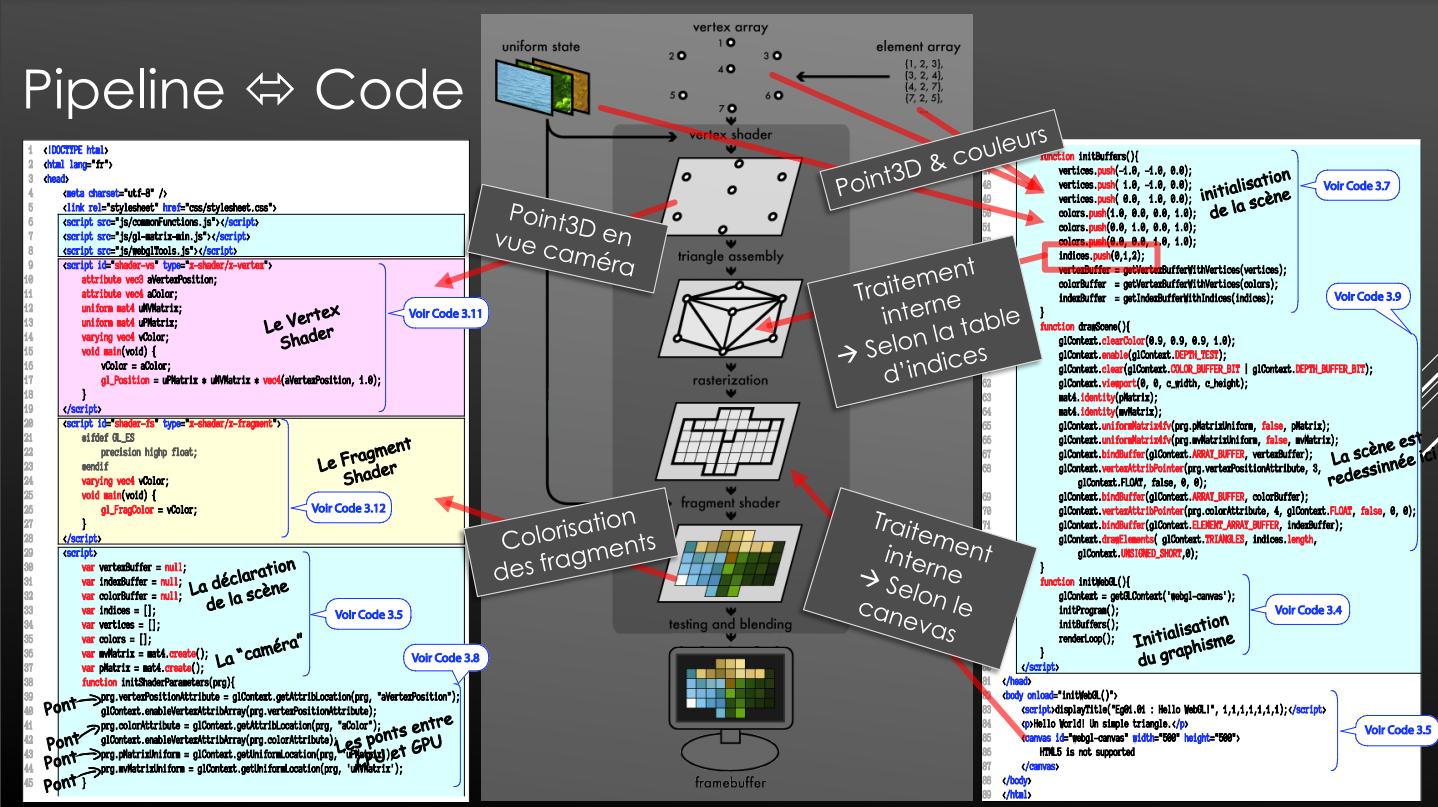 Pipeline ⬄ Code
1 <!DOCTYPE html>
2 <html lang="fr">
3 <head>
4 <meta charset="utf-8" />
5 <link rel="stylesheet" href="css/stylesheet.css">
6 <script src="js/commonFunctions.js"></script>
7 <script src="js/gl-matrix-min.js"></script>
8 <script src="js/webglTools.js"></script>
9 <script id="shader-vs" type="x-shader/x-vertex">
10 attribute vec3 aVertexPosition;
11 attribute vec4 aColor;
12 uniform mat4 uMVMatrix;
13 uniform mat4 uPMatrix;
14 varying vec4 vColor;
15 void main(void) {
16 vColor = aColor;
17 gl_Position = uPMatrix * uMVMatrix * vec4(aVertexPosition, 1.0);
18 }
19 </script>
Le Vertex
Shader
Voir Code 3.11
20 <script id="shader-fs" type="x-shader/x-fragment">
21 #ifdef GL_ES
22 precision highp float;
23 #endif
24 varying vec4 vColor;
25 void main(void) {
26 gl_FragColor = vColor;
27 }
28 </script>
Le Fragment
Shader
Voir Code 3.12
29 <script>
30 var vertexBuffer = null;
31 var indexBuffer = null;
32 var colorBuffer = null;
33 var indices = [];
34 var vertices = [];
35 var colors = [];
36 var mvMatrix = mat4.create();
37 var pMatrix = mat4.create();
38 function initShaderParameters(prg){
39 prg.vertexPositionAttribute = glContext.getAttribLocation(prg, "aVertexPosition");
40 glContext.enableVertexAttribArray(prg.vertexPositionAttribute);
41 prg.colorAttribute = glContext.getAttribLocation(prg, "aColor");
42 glContext.enableVertexAttribArray(prg.colorAttribute);
43 prg.pMatrixUniform = glContext.getUniformLocation(prg, 'uPMatrix');
44 prg.mvMatrixUniform = glContext.getUniformLocation(prg, 'uMVMatrix');
45 }
La déclaration
de la scène
La "caméra"
Voir Code 3.5
Voir Code 3.8
Pont
Pont
Pont
Pont
Les ponts entre
CPU et GPU
uniform state
vertex array
element array
1
2
3
4
5
6
7
{1, 2, 3},
{3, 2, 4},
{4, 2, 7},
{7, 2, 5},
vertex shader
triangle assembly
rasterization
fragment shader
testing and blending
framebuffer
Point3D & couleurs
Point3D en
vue caméra
Traitement
interne
→ Selon la table
d'indices
Colorisation
des fragments
Traitement
interne
→ Selon le
canevas
function initBuffers(){
vertices.push(-1.0, -1.0, 0.0);
48 vertices.push( 1.0, -1.0, 0.0);
49 vertices.push( 0.0, 1.0, 0.0);
colors.push(1.0, 0.0, 0.0, 1.0);
51 colors.push(0.0, 1.0, 0.0, 1.0);
colors.push(0.0, 0.0, 1.0, 1.0);
indices.push(0,1,2);
vertexBuffer = getVertexBufferWithVertices(vertices);
colorBuffer = getVertexBufferWithVertices(colors);
indexBuffer = getIndexBufferWithIndices(indices);
}
initialisation
de la scène
Voir Code 3.7
function drawScene(){
glContext.clearColor(0.9, 0.9, 0.9, 1.0);
glContext.enable(glContext.DEPTH_TEST);
glContext.clear(glContext.COLOR_BUFFER_BIT | glContext.DEPTH_BUFFER_BIT);
62 glContext.viewport(0, 0, c_width, c_height);
63 mat4.identity(pMatrix);
64 mat4.identity(mvMatrix);
65 glContext.uniformMatrix4fv(prg.pMatrixUniform, false, pMatrix);
66 glContext.uniformMatrix4fv(prg.mvMatrixUniform, false, mvMatrix);
67 glContext.bindBuffer(glContext.ARRAY_BUFFER, vertexBuffer);
68 glContext.vertexAttribPointer(prg.vertexPositionAttribute, 3,
glContext.FLOAT, false, 0, 0);
69 glContext.bindBuffer(glContext.ARRAY_BUFFER, colorBuffer);
70 glContext.vertexAttribPointer(prg.colorAttribute, 4, glContext.FLOAT, false, 0, 0);
71 glContext.bindBuffer(glContext.ELEMENT_ARRAY_BUFFER, indexBuffer);
glContext.drawElements( glContext.TRIANGLES, indices.length,
glContext.UNSIGNED_SHORT,0);
}
Voir Code 3.9
La scène est
redessinnée ici
function initWebGL(){
glContext = getGLContext('webgl-canvas');
initProgram();
initBuffers();
renderLoop();
}
</script>
Initialisation
du graphisme
Voir Code 3.4
81 </head>
<body onload="initWebGL()">
<script>displayTitle("Eg01.01 : Hello WebGL!", 1,1,1,1,1,1,1);</script>
84 <p>Hello World! Un simple triangle.</p>
85 <canvas id="webgl-canvas" width="500" height="500">
86 HTML5 is not supported
87 </canvas>
88 </body>
89 </html>
Voir Code 3.5